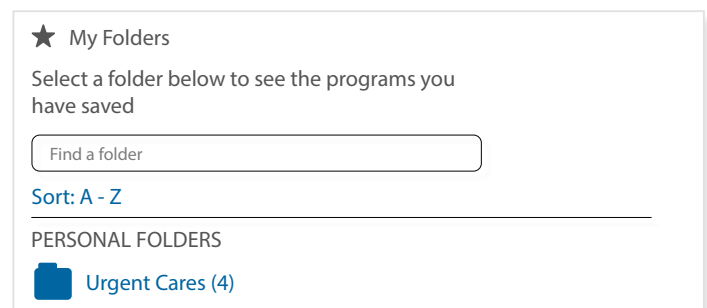 My Folders
Select a folder below to see the programs you
have saved
Find a folder
Sort: A - Z
PERSONAL FOLDERS
Urgent Cares (4)